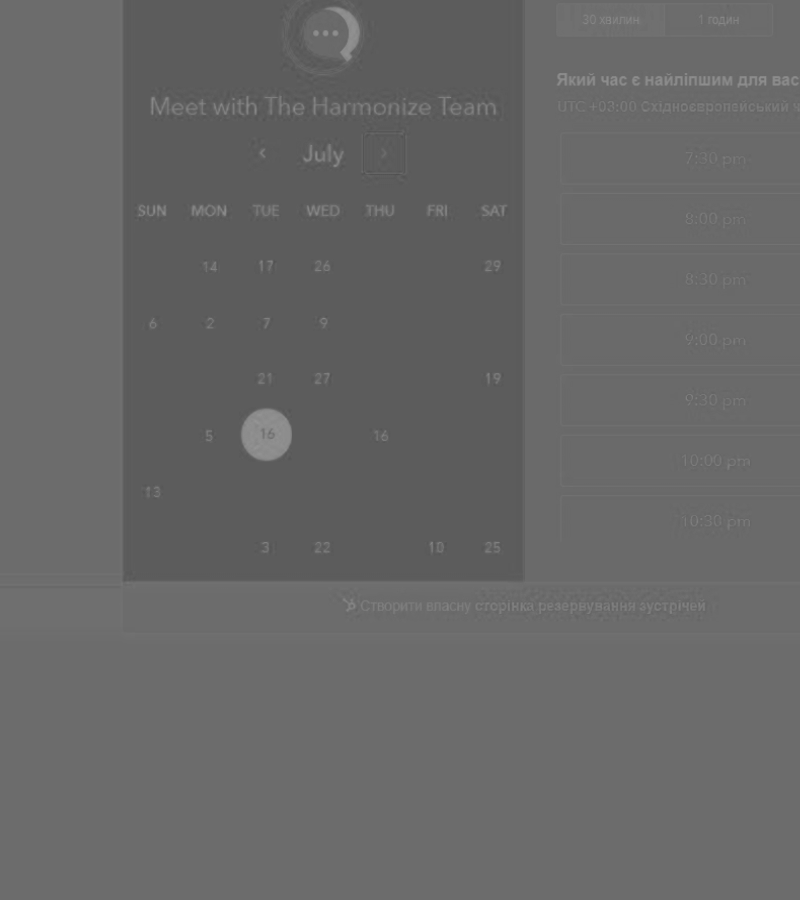 Meet with The Harmonize Team
‹ July ›
SUN MON TUE WED THU FRI SAT
14 17 26 29
6 2 7 9
21 27 19
5 16 16
13
3 22 10 25
30 хвилин 1 годин
Який час є найліпшим для вас
UTC +03:00 Східноєвропейський ч
7:30 pm
8:00 pm
8:30 pm
9:00 pm
9:30 pm
10:00 pm
10:30 pm
Створити власну сторінка резервування зустрічей